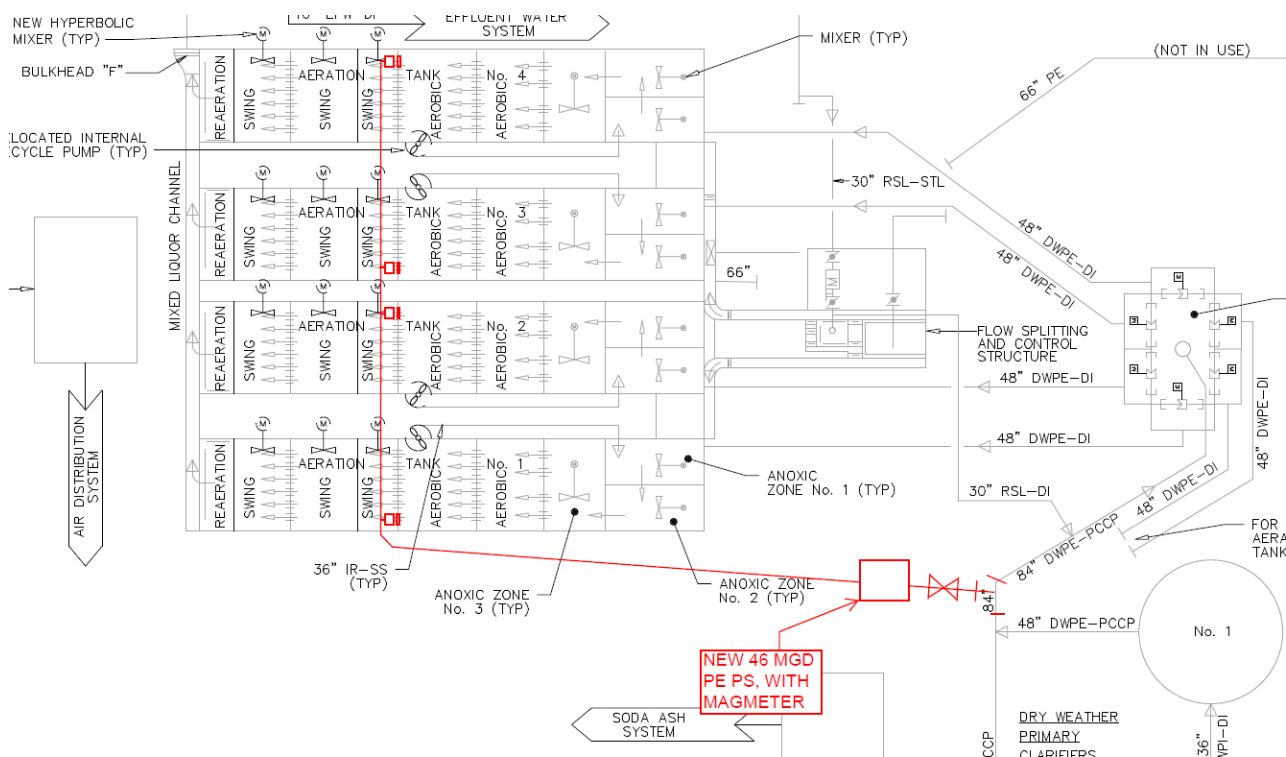 NEW HYPERBOLIC
MIXER (TYP)
BULKHEAD "F"
EFFLUENT WATER
SYSTEM
MIXER (TYP)
(NOT IN USE)
66" PE
LOCATED INTERNAL
CYCLE PUMP (TYP)
MIXED LIQUOR CHANNEL
REAERATION
SWING
SWING
SWING
AERATION TANK No. 4
AEROBIC
AEROBIC
REAERATION
SWING
SWING
SWING
AERATION TANK No. 3
AEROBIC
AEROBIC
REAERATION
SWING
SWING
SWING
AERATION TANK No. 2
AEROBIC
AEROBIC
REAERATION
SWING
SWING
SWING
AERATION TANK No. 1
AEROBIC
AEROBIC
30" RSL-STL
48" DWPE-DI
48" DWPE-DI
66"
FLOW SPLITTING
AND CONTROL
STRUCTURE
48" DWPE-DI
48" DWPE-DI
48" DWPE-DI
48" DWPE-DI
AIR DISTRIBUTION
SYSTEM
ANOXIC
ZONE No. 1 (TYP)
30" RSL-DI
84" DWPE-PCCP
FOR
AERA
TANK
36" IR-SS
(TYP)
ANOXIC ZONE
No. 3 (TYP)
ANOXIC ZONE
No. 2 (TYP)
84"
48" DWPE-PCCP
No. 1
NEW 46 MGD
PE PS, WITH
MAGMETER
SODA ASH
SYSTEM
DRY WEATHER
PRIMARY
CLARIFIERS
CCP
36"
WPI-DI